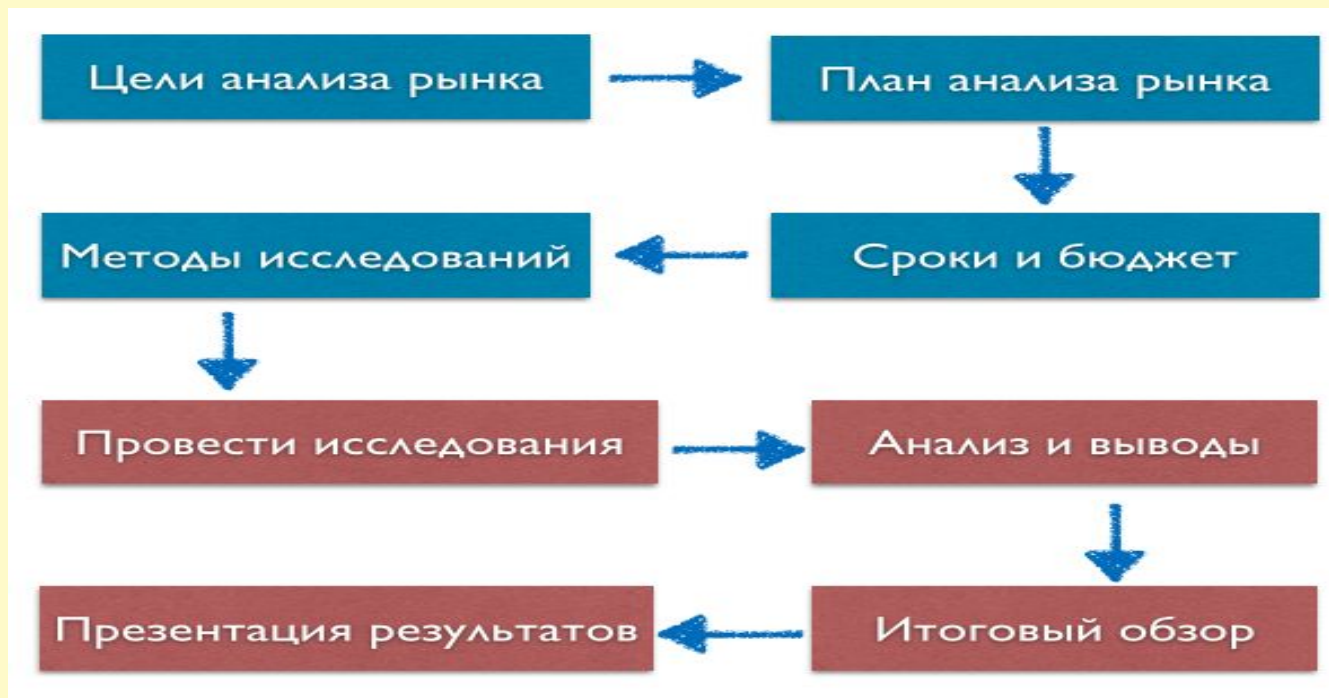 Цели анализа рынка
План анализа рынка
Сроки и бюджет
Методы исследований
Провести исследования
Анализ и выводы
Итоговый обзор
Презентация результатов